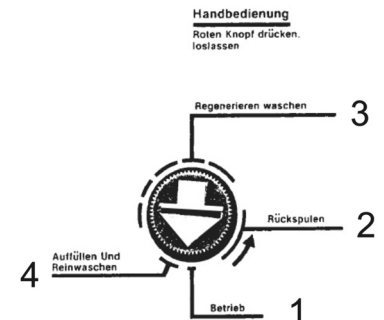 Handbedienung
Roten Knopf drücken.
loslassen
Regenerieren waschen
3
Rückspulen
2
Auffüllen Und
Reinwaschen
4
Betrieb
1